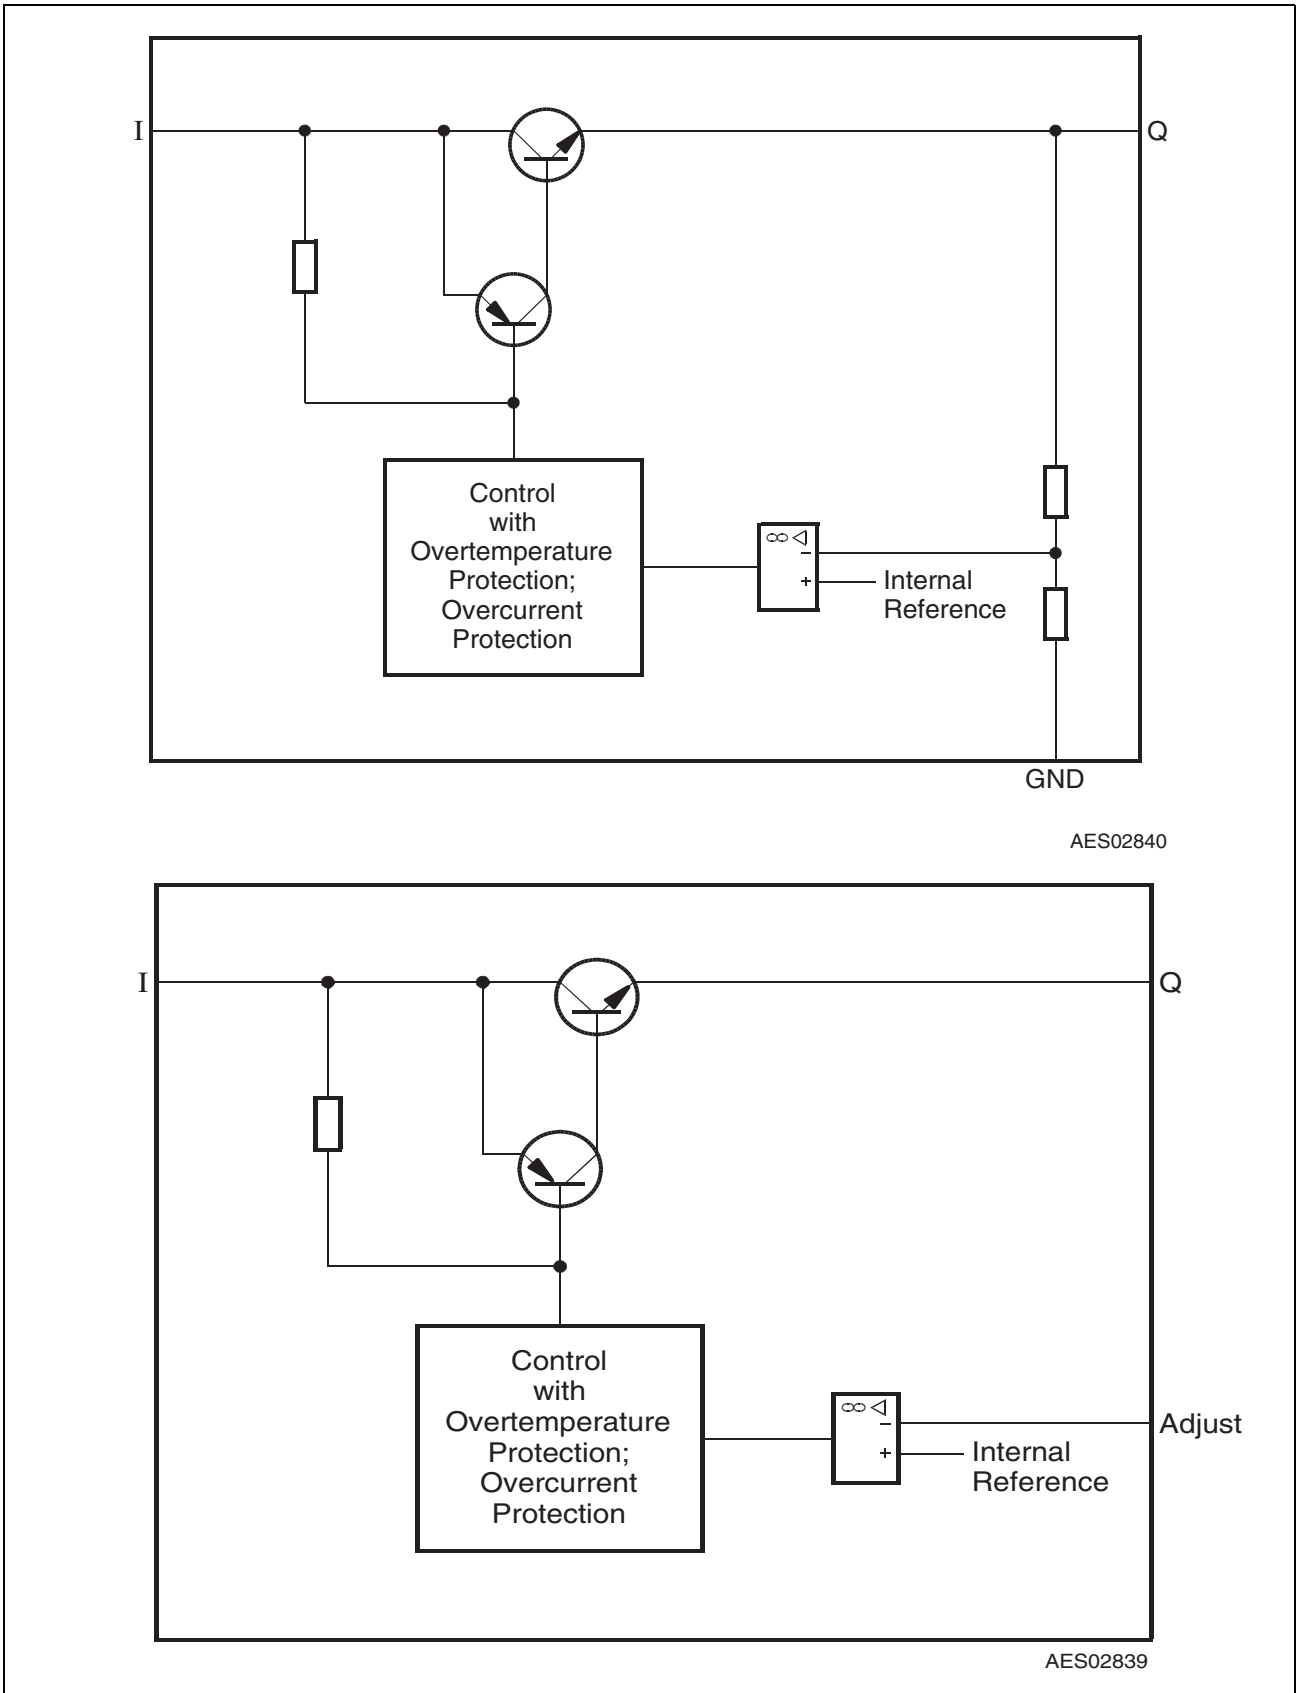 I
Q
Control
with
Overtemperature
Protection;
Overcurrent
Protection
∞ ◁
−
+
Internal
Reference
GND
AES02840
I
Q
Control
with
Overtemperature
Protection;
Overcurrent
Protection
∞ ◁
−
+
Internal
Reference
Adjust
AES02839